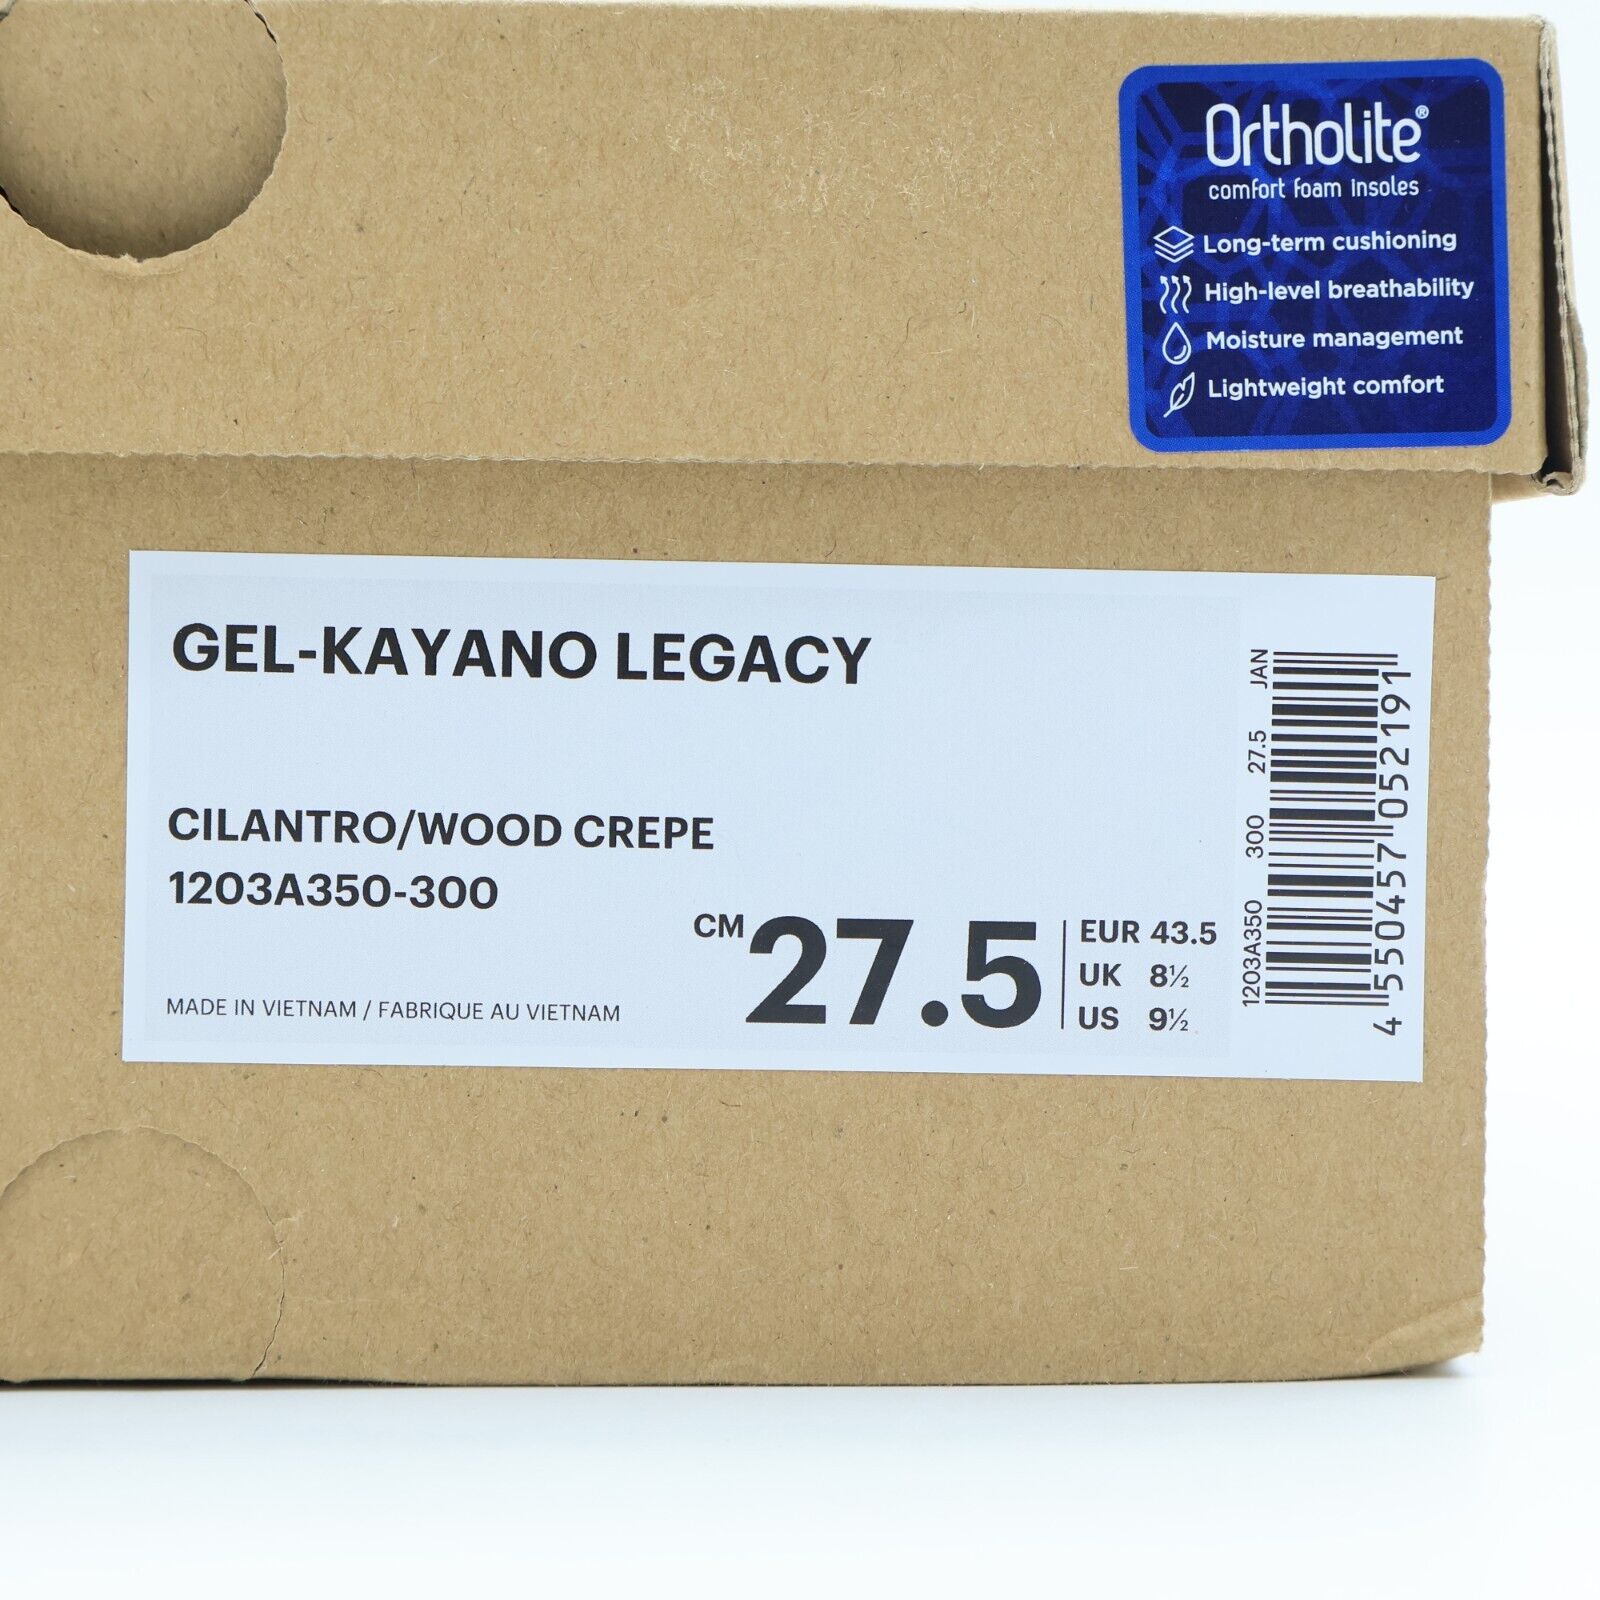 Ortholite®
comfort foam insoles
Long-term cushioning
High-level breathability
Moisture management
Lightweight comfort
GEL-KAYANO LEGACY
CILANTRO/WOOD CREPE
1203A350-300
MADE IN VIETNAM / FABRIQUE AU VIETNAM
CM 27.5
EUR 43.5
UK 8½
US 9½
1203A350 300 27.5 JAN
4 550457 052191